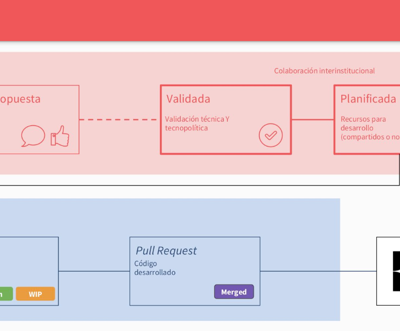 Colaboración interinstitucional
opuesta
Validada
Validación técnica Y
tecnopolítica
Planificada
Recursos para
desarrollo
(compartidos o no
Pull Request
Código
desarrollado
n
WIP
Merged